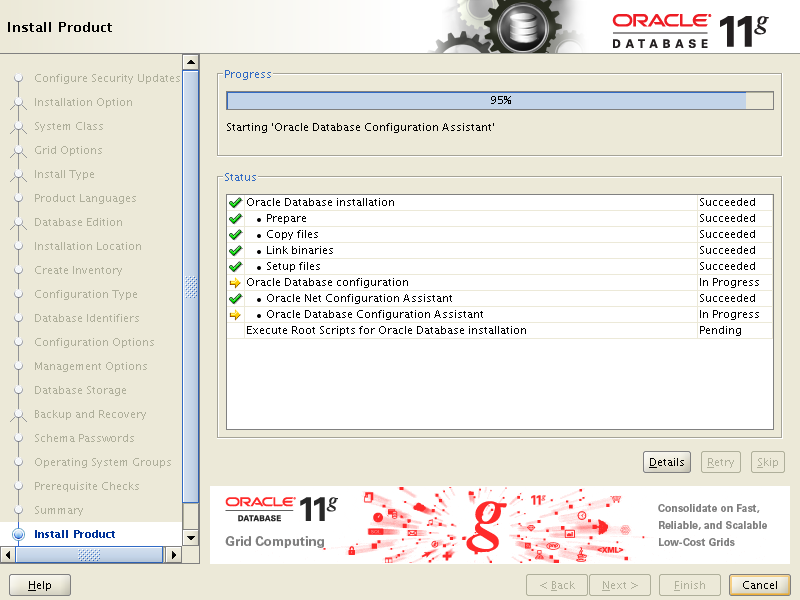 Install Product
ORACLE
DATABASE
11g
Configure Security Updates
Installation Option
System Class
Grid Options
Install Type
Product Languages
Database Edition
Installation Location
Create Inventory
Configuration Type
Database Identifiers
Configuration Options
Management Options
Database Storage
Backup and Recovery
Schema Passwords
Operating System Groups
Prerequisite Checks
Summary
Install Product
Progress
95%
Starting 'Oracle Database Configuration Assistant'
Status
Oracle Database installation Succeeded
• Prepare Succeeded
• Copy files Succeeded
• Link binaries Succeeded
• Setup files Succeeded
Oracle Database configuration In Progress
• Oracle Net Configuration Assistant Succeeded
• Oracle Database Configuration Assistant In Progress
Execute Root Scripts for Oracle Database installation Pending
Details Retry Skip
ORACLE
DATABASE
11g
Grid Computing
g
11g
<XML>
Consolidate on Fast,
Reliable, and Scalable
Low-Cost Grids
Help < Back Next > Finish Cancel